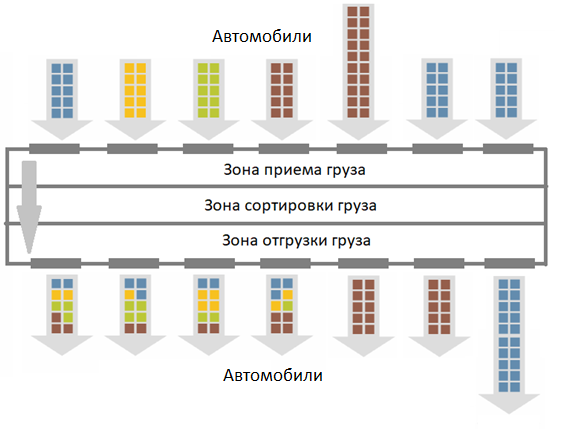 Автомобили
Зона приема груза
Зона сортировки груза
Зона отгрузки груза
Автомобили